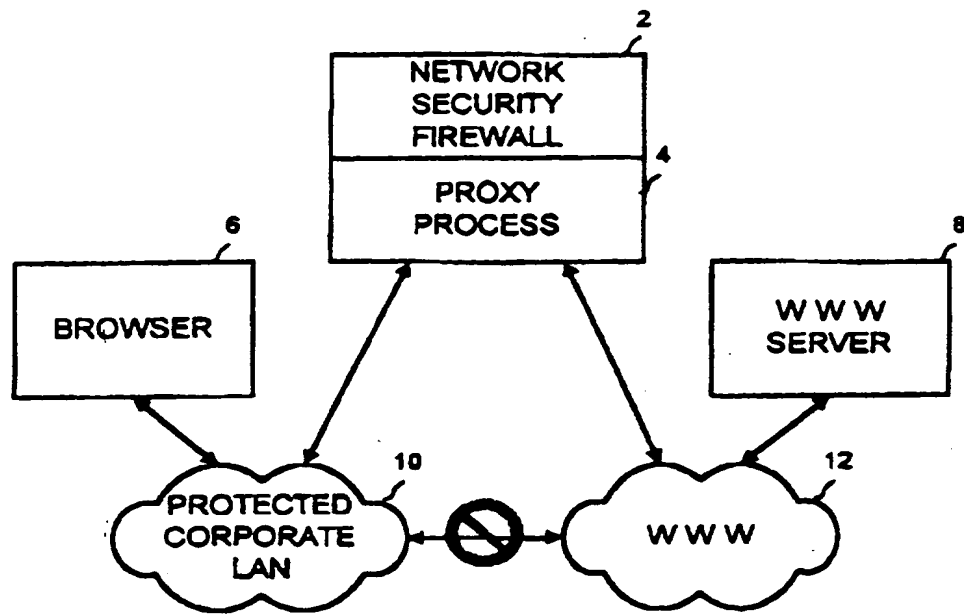 2
NETWORK
SECURITY
FIREWALL
4
PROXY
PROCESS
6
BROWSER
8
W W W
SERVER
10
PROTECTED
CORPORATE
LAN
12
W W W